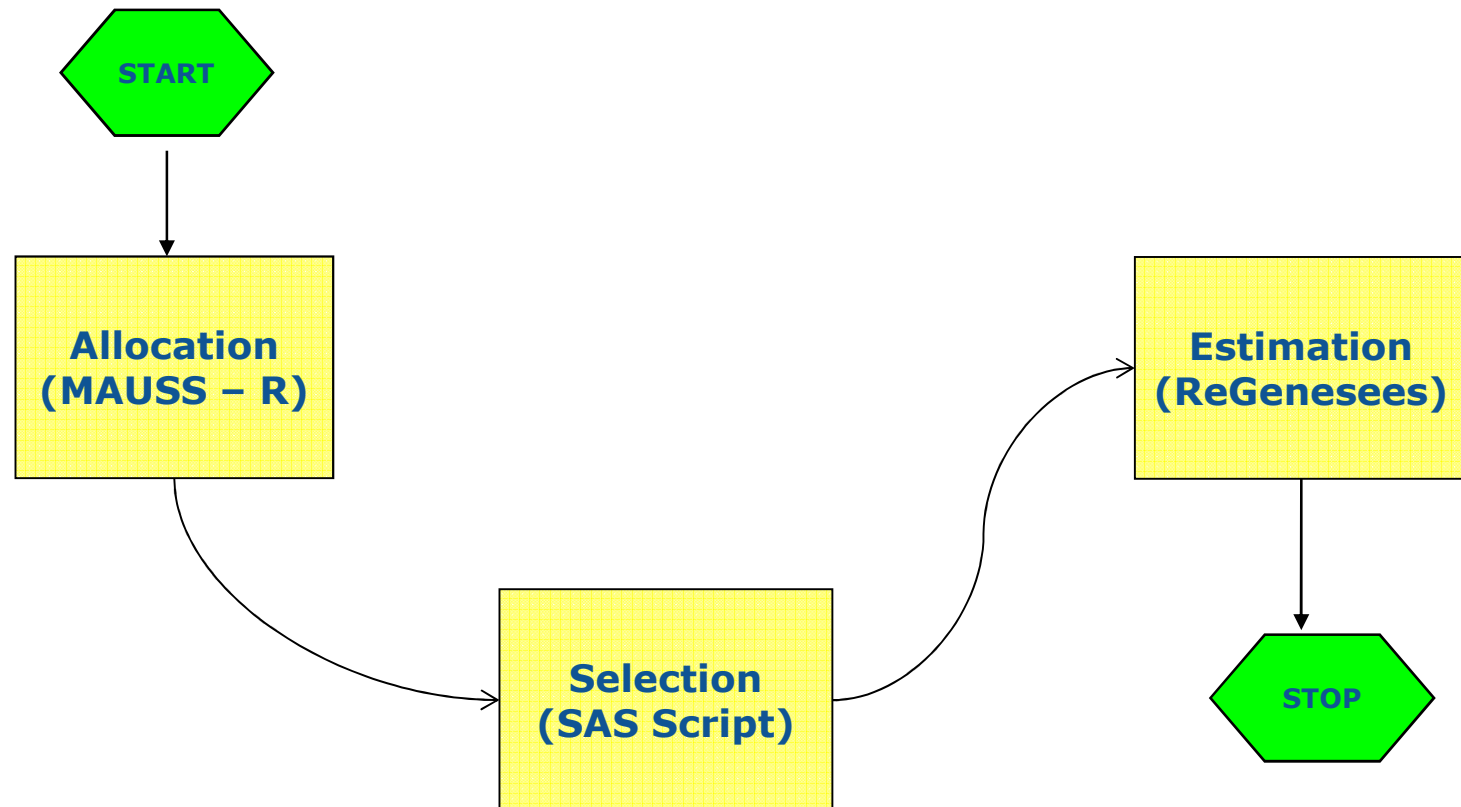 START
Allocation
(MAUSS – R)
Selection
(SAS Script)
Estimation
(ReGenesees)
STOP